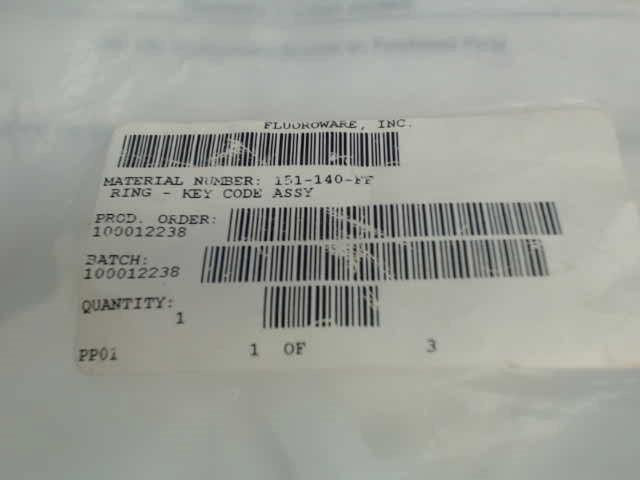 FLUOROWARE, INC.
MATERIAL NUMBER: 151-140-FF
RING - KEY CODE ASSY
PROD. ORDER:
100012238
BATCH:
100012238
QUANTITY:
1
PP01 1 OF 3